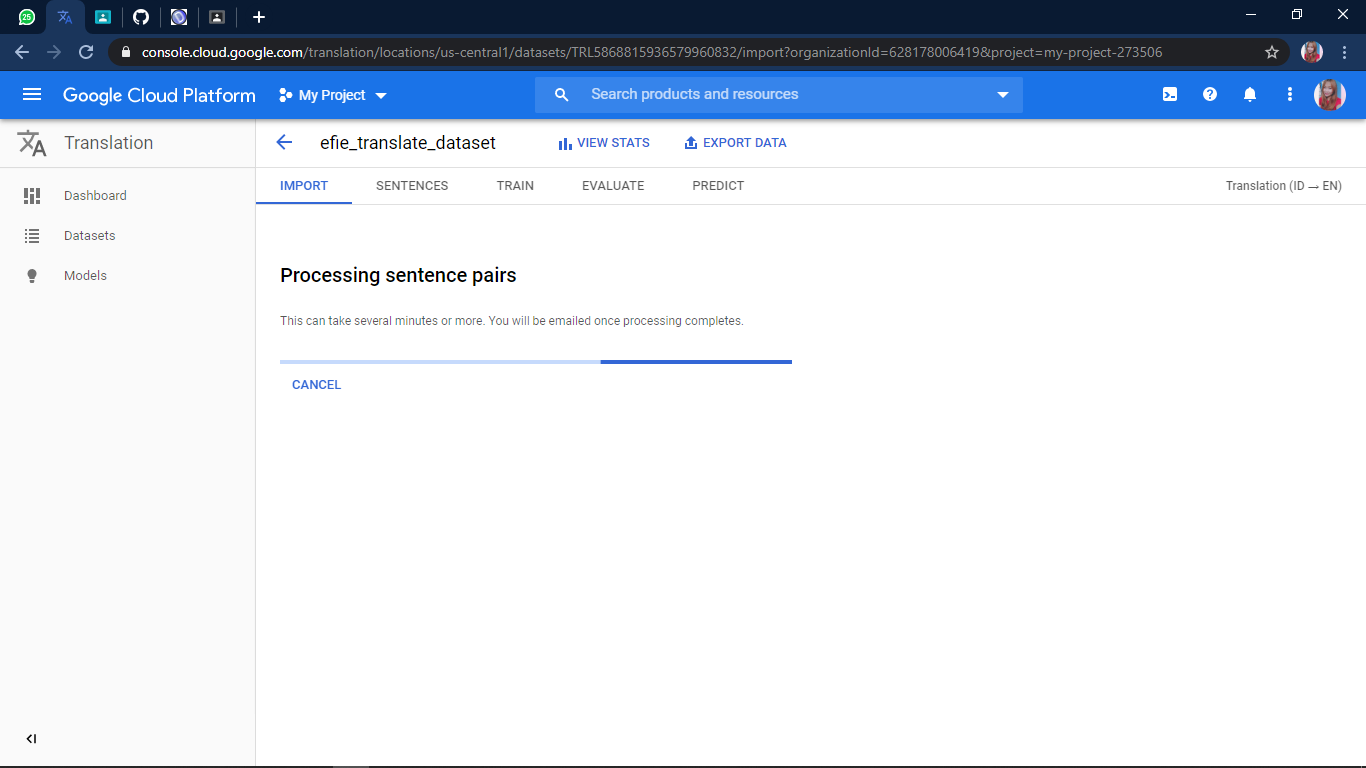 25
console.cloud.google.com/translation/locations/us-central1/datasets/TRL5868815936579960832/import?organizationId=628178006419&project=my-project-273506
Google Cloud Platform My Project Search products and resources
Translation efie_translate_dataset VIEW STATS EXPORT DATA
IMPORT SENTENCES TRAIN EVALUATE PREDICT Translation (ID → EN)
Dashboard
Datasets
Models
Processing sentence pairs
This can take several minutes or more. You will be emailed once processing completes.
CANCEL